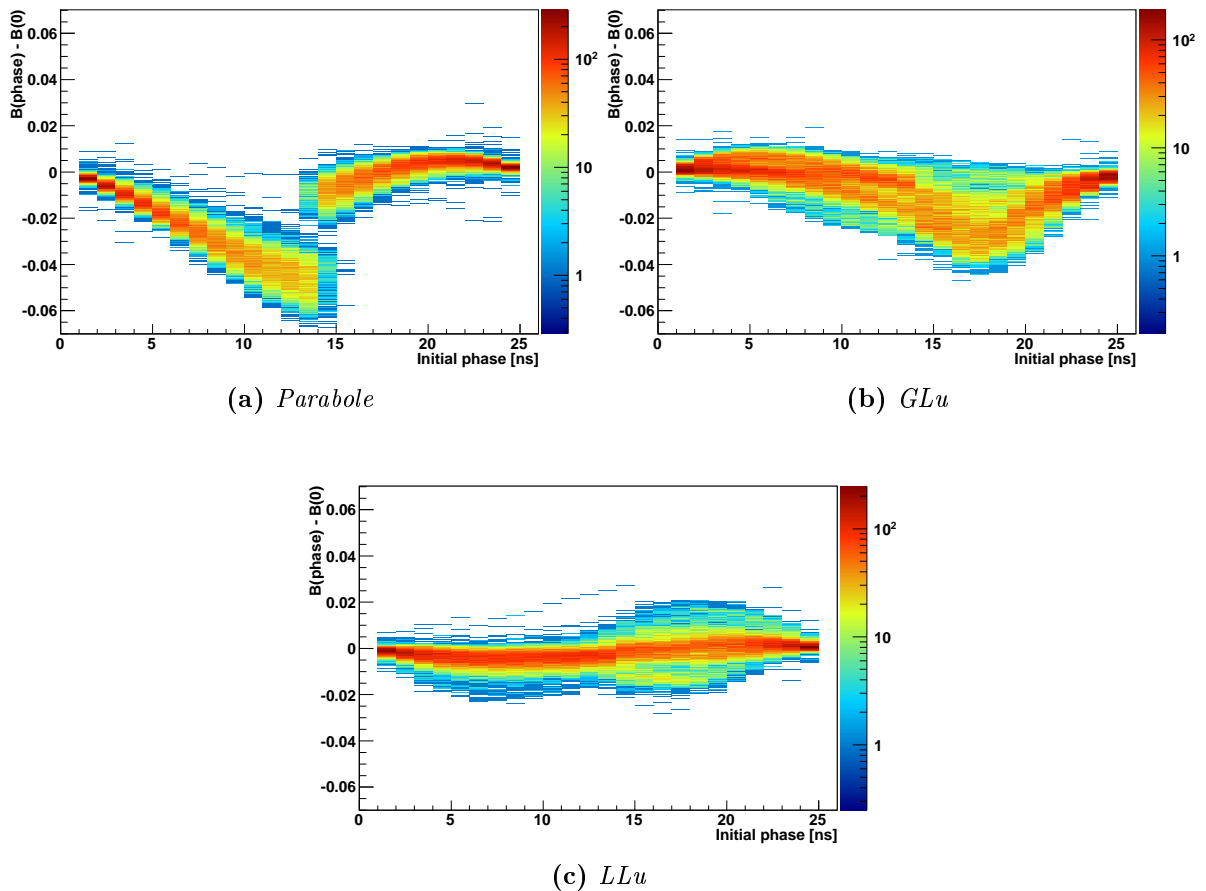 B(phase) - B(0)
0.06
0.04
0.02
0
-0.02
-0.04
-0.06
0 5 10 15 20 25
Initial phase [ns]
10²
10
1
(a) Parabole
B(phase) - B(0)
0.06
0.04
0.02
0
-0.02
-0.04
-0.06
0 5 10 15 20 25
Initial phase [ns]
10²
10
1
(b) GLu
B(phase) - B(0)
0.06
0.04
0.02
0
-0.02
-0.04
-0.06
0 5 10 15 20 25
Initial phase [ns]
10²
10
1
(c) LLu